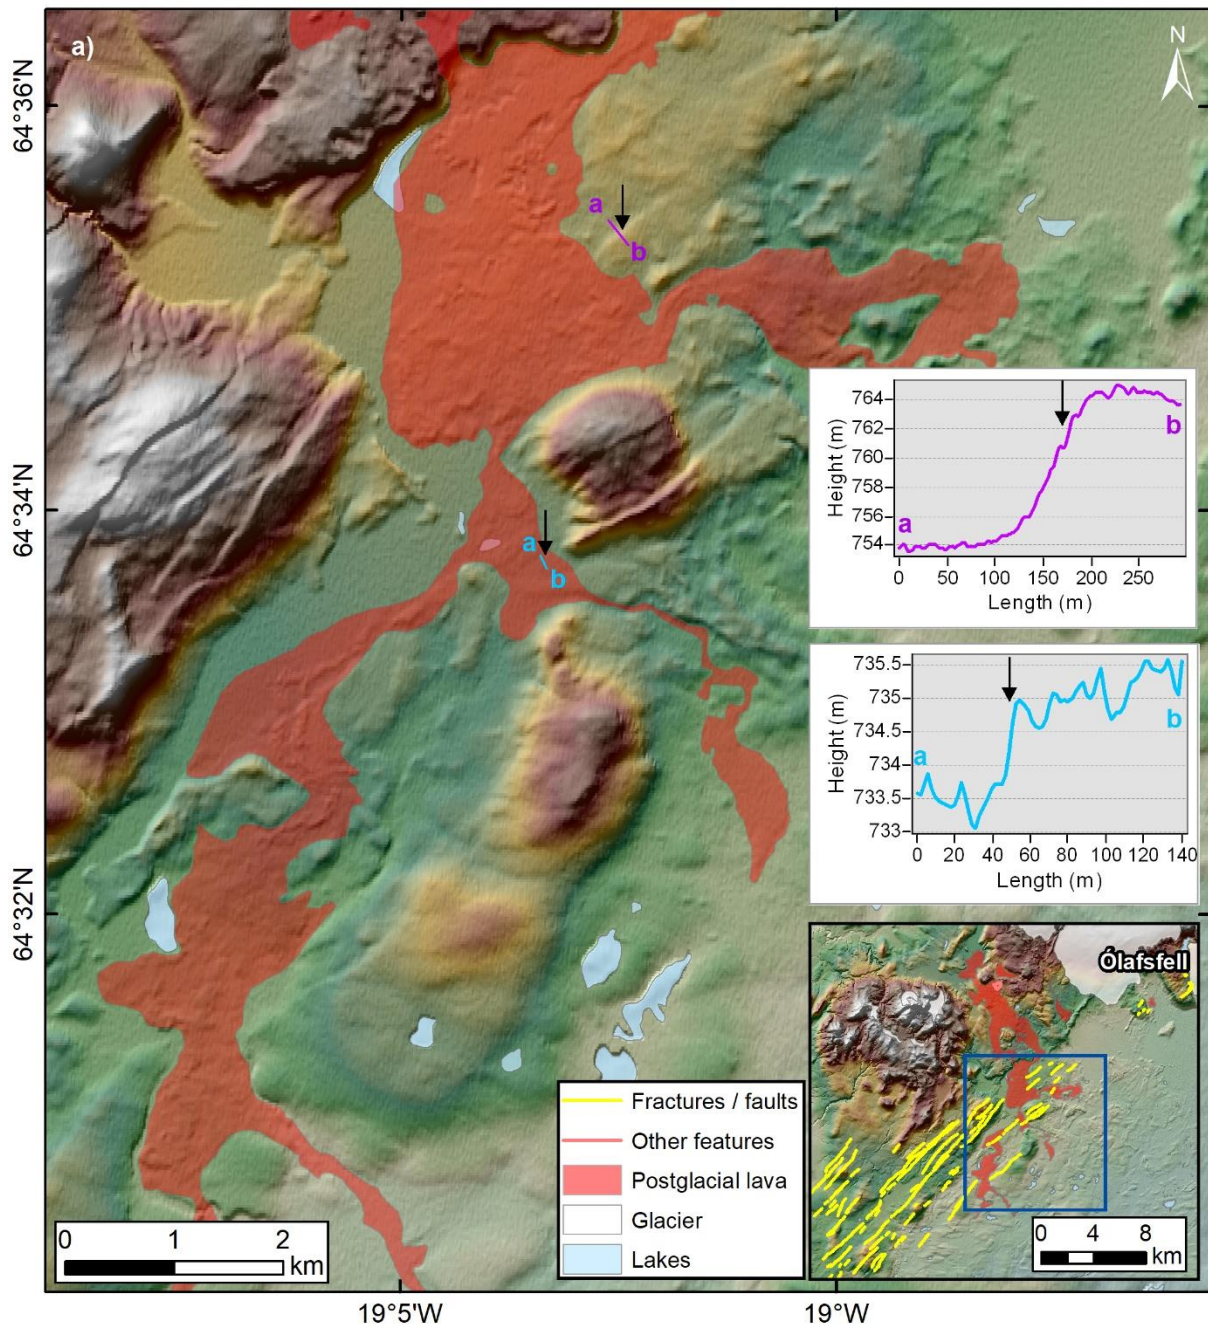 a)
N
64°36'N
64°34'N
64°32'N
a
b
a
b
Height (m)
764
762
760
758
756
754
a
b
0 50 100 150 200 250
Length (m)
Height (m)
735.5
735
734.5
734
733.5
733
a
b
0 20 40 60 80 100 120 140
Length (m)
Ólafsfell
0 4 8
km
Fractures / faults
Other features
Postglacial lava
Glacier
Lakes
0 1 2
km
19°5'W
19°W